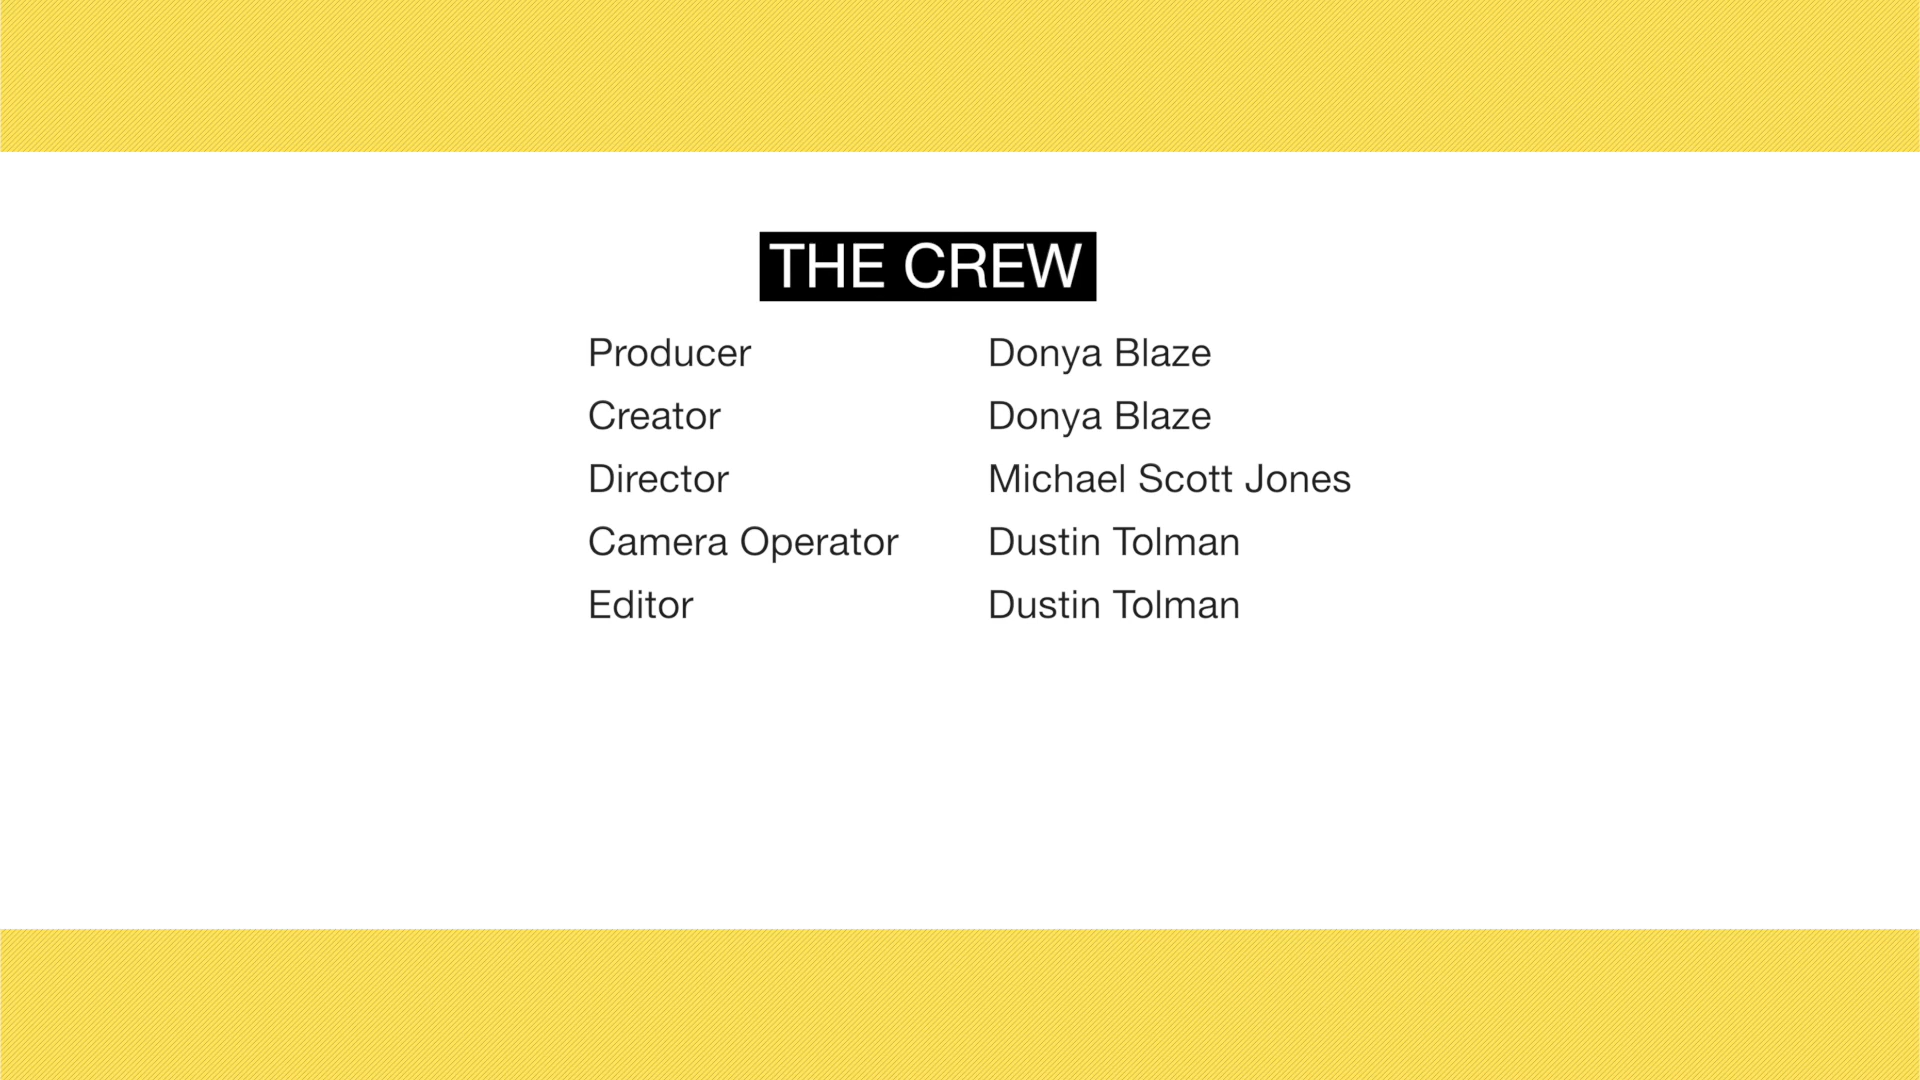 THE CREW
Producer Donya Blaze
Creator Donya Blaze
Director Michael Scott Jones
Camera Operator Dustin Tolman
Editor Dustin Tolman